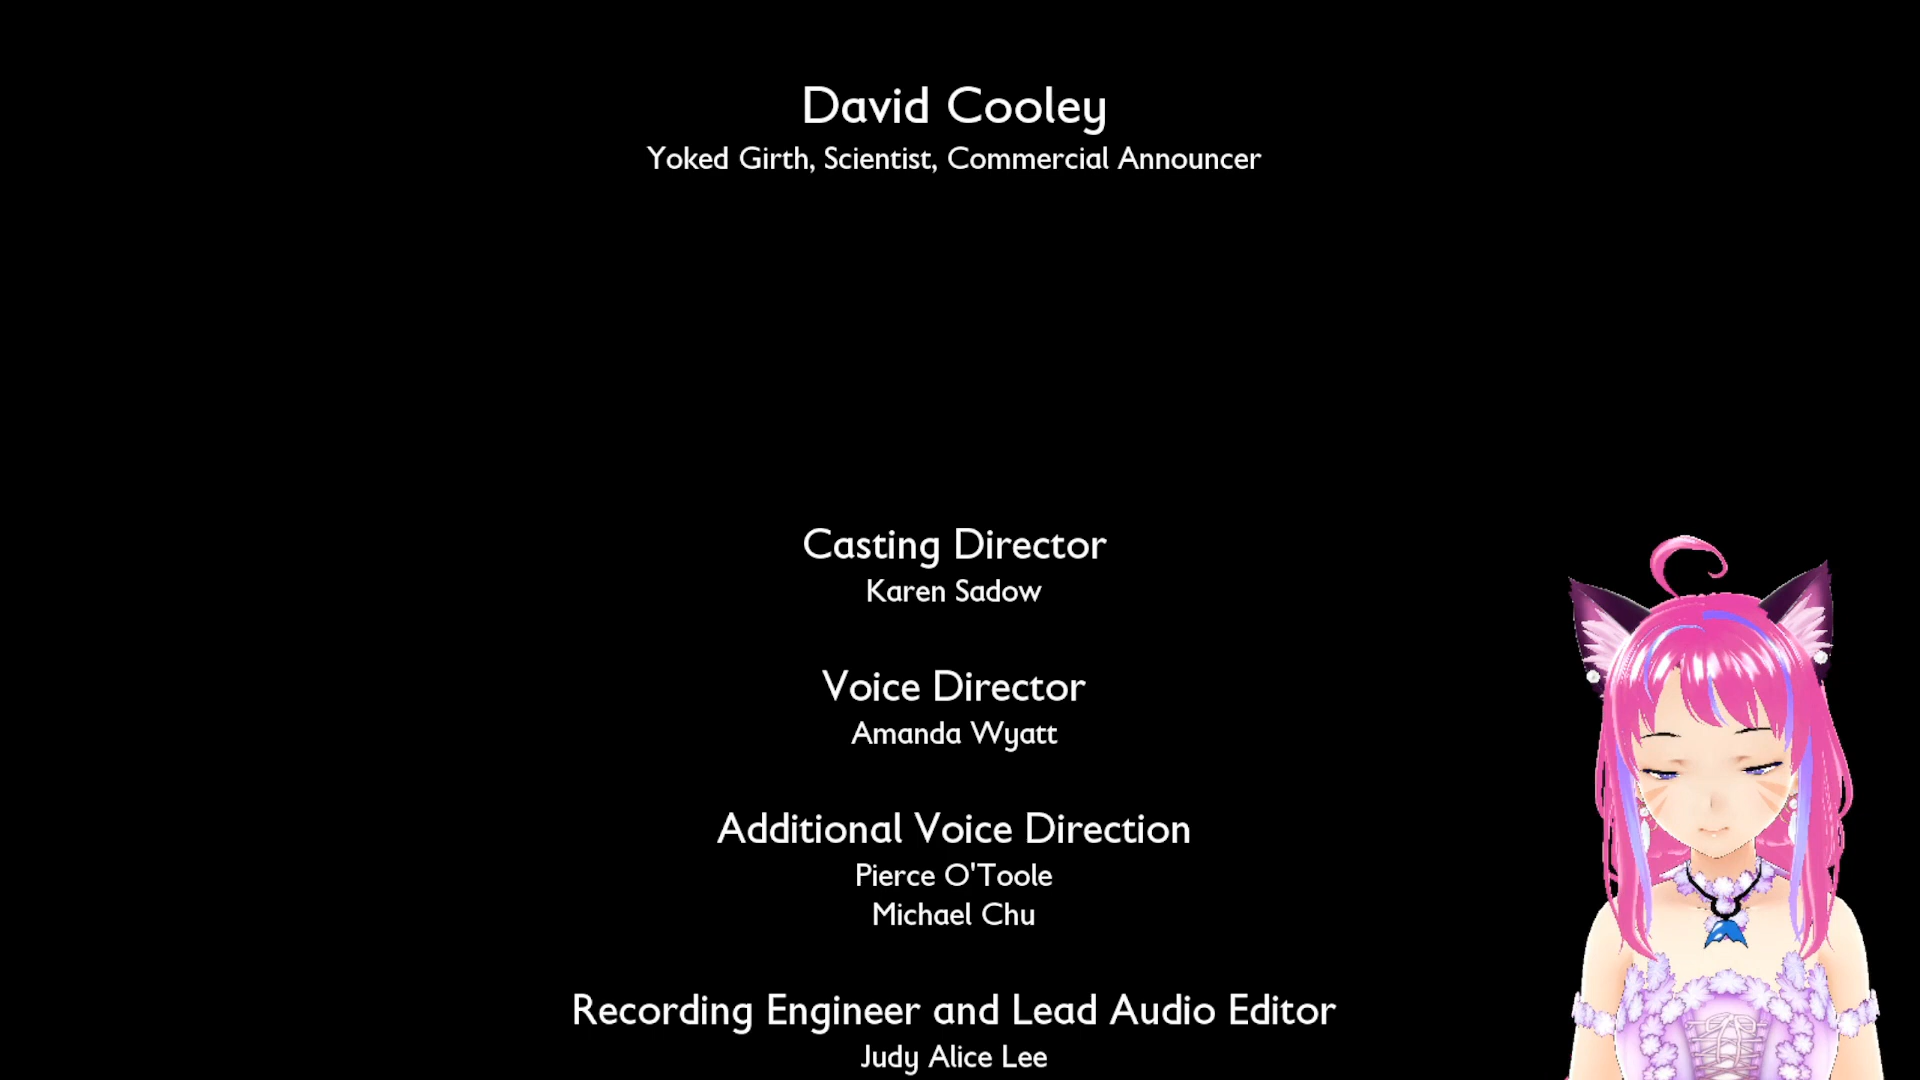 David Cooley
Yoked Girth, Scientist, Commercial Announcer
Casting Director
Karen Sadow
Voice Director
Amanda Wyatt
Additional Voice Direction
Pierce O'Toole
Michael Chu
Recording Engineer and Lead Audio Editor
Judy Alice Lee